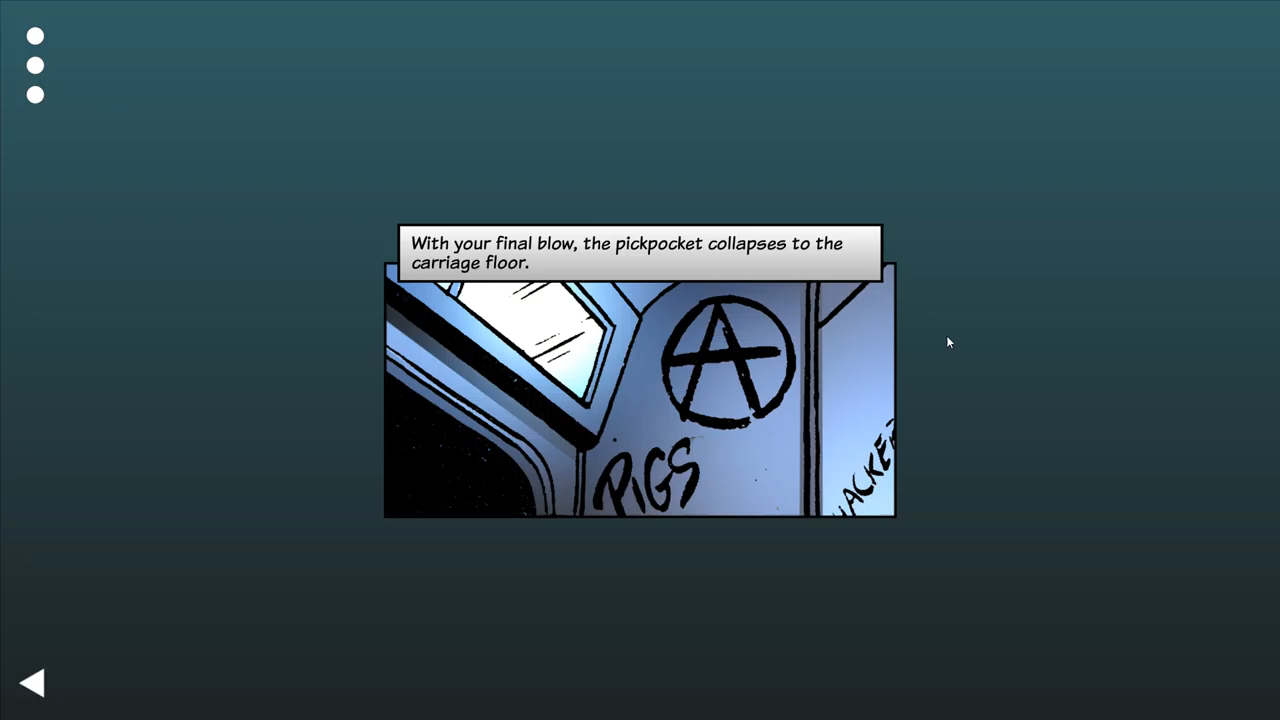 With your final blow, the pickpocket collapses to the
carriage floor.
A
PIGS